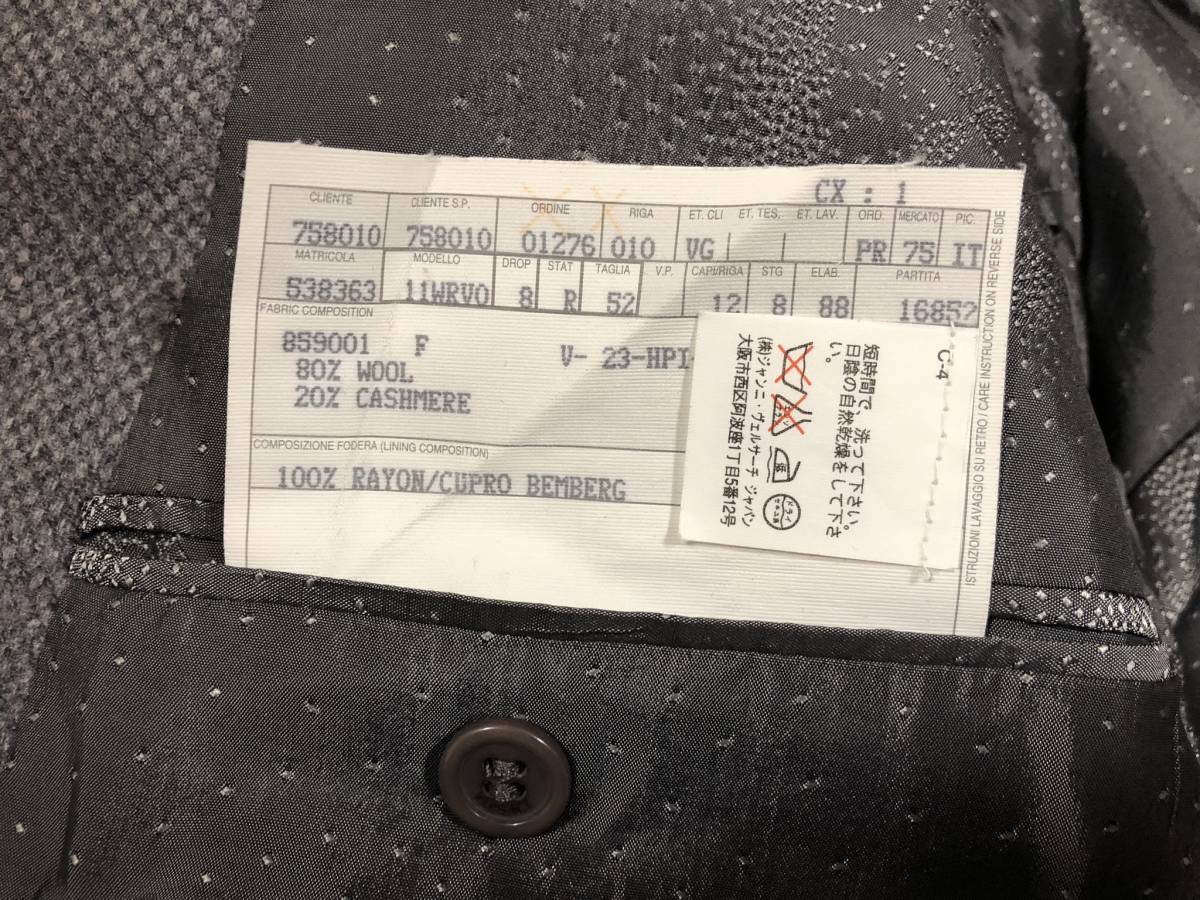 CX : 1
CLIENTE CLIENTE S.P. ORDINE RIGA ET. CLI ET. TES. ET. LAV. ORD. MERCATO PIC.
758010 758010 01276 010 VG PR 75 IT
MATRICOLA MODELLO DROP STAT TAGLIA V.P. CAPI/RIGA STG ELAB. PARTITA
538363 11WRVO 8 R 52 12 8 88 16852
FABRIC COMPOSITION
859001 F V- 23-HPI
80% WOOL
20% CASHMERE
COMPOSIZIONE FODERA (LINING COMPOSITION)
100% RAYON/CUPRO BEMBERG
ISTRUZIONI LAVAGGIO SU RETRO / CARE INSTRUCTION ON REVERSE SIDE
C-4
短時間で、洗って下さい。
日陰の自然乾燥をして下さ
い。
ドライ
(株)ジャンニ・ヴェルサーチ ジャパン
大阪市西区阿波座1丁目5番12号